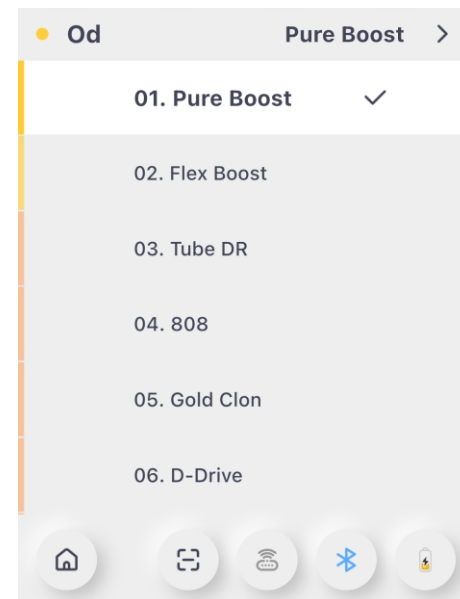 Od Pure Boost
01. Pure Boost
02. Flex Boost
03. Tube DR
04. 808
05. Gold Clon
06. D-Drive